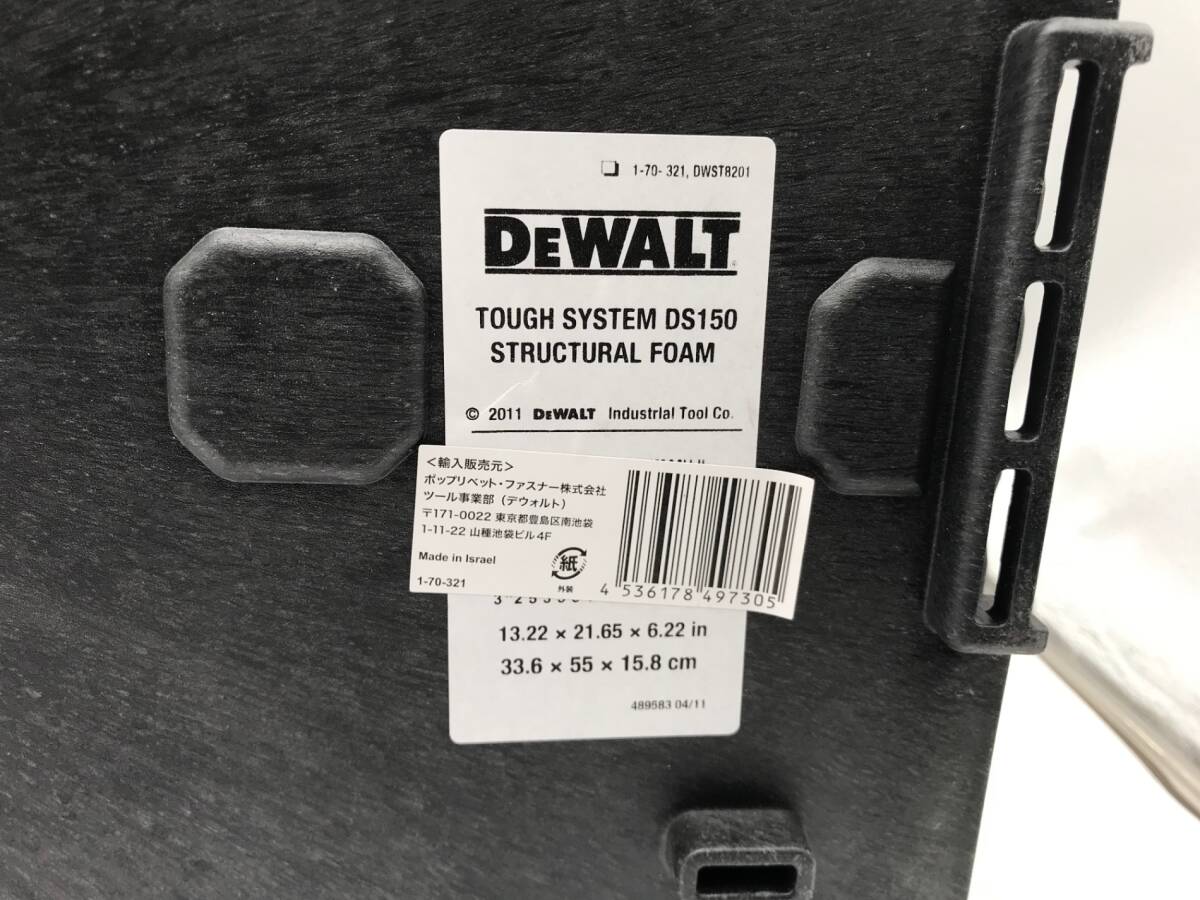 1-70- 321, DWST8201
DEWALT
TOUGH SYSTEM DS150
STRUCTURAL FOAM
© 2011 DEWALT Industrial Tool Co.
<輸入販売元>
ポップリベット・ファスナー株式会社
ツール事業部（デウォルト）
〒171-0022 東京都豊島区南池袋
1-11-22 山種池袋ビル4F
Made in Israel
1-70-321
紙
外装
4 536178 497305
13.22 × 21.65 × 6.22 in
33.6 × 55 × 15.8 cm
489583 04/11